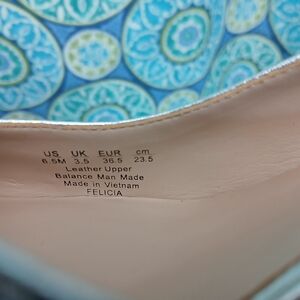 US UK EUR cm
6.5M 3.5 36.5 23.5
Leather Upper
Balance Man Made
Made in Vietnam
FELICIA